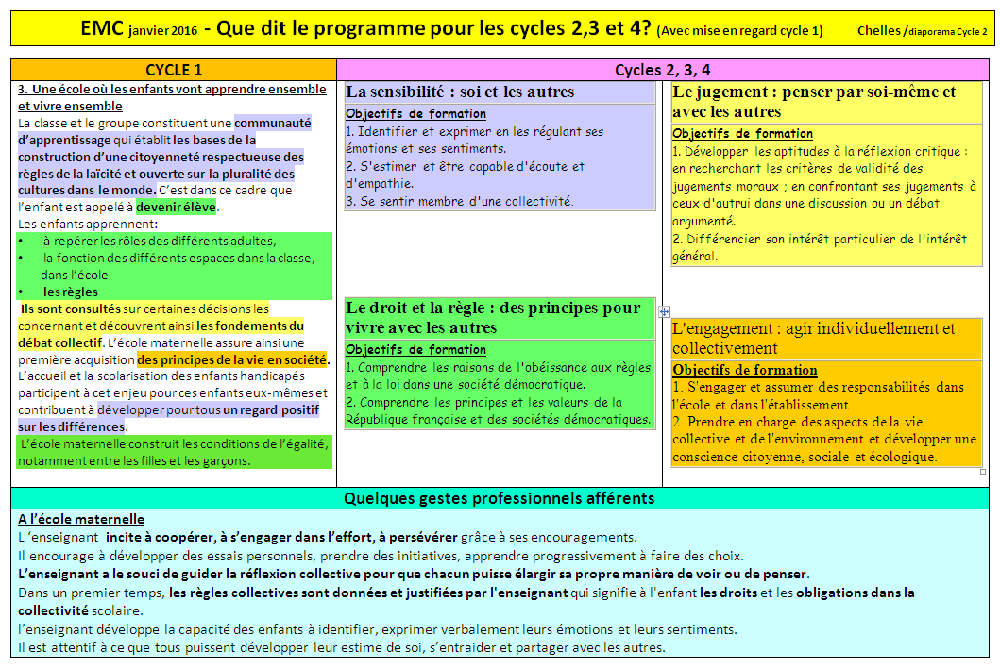 EMC janvier 2016 - Que dit le programme pour les cycles 2,3 et 4? (Avec mise en regard cycle 1) Chelles /diaporama Cycle 2
CYCLE 1
3. Une école où les enfants vont apprendre ensemble
et vivre ensemble
La classe et le groupe constituent une communauté
d’apprentissage qui établit les bases de la
construction d’une citoyenneté respectueuse des
règles de la laïcité et ouverte sur la pluralité des
cultures dans le monde. C’est dans ce cadre que
l’enfant est appelé à devenir élève.
Les enfants apprennent:
• à repérer les rôles des différents adultes,
• la fonction des différents espaces dans la classe,
dans l’école
• les règles
Ils sont consultés sur certaines décisions les
concernant et découvrent ainsi les fondements du
débat collectif. L’école maternelle assure ainsi une
première acquisition des principes de la vie en société.
L’accueil et la scolarisation des enfants handicapés
participent à cet enjeu pour ces enfants eux-mêmes et
contribuent à développer pour tous un regard positif
sur les différences.
L’école maternelle construit les conditions de l’égalité,
notamment entre les filles et les garçons.
Cycles 2, 3, 4
La sensibilité : soi et les autres
Objectifs de formation
1. Identifier et exprimer en les régulant ses
émotions et ses sentiments.
2. S'estimer et être capable d'écoute et
d'empathie.
3. Se sentir membre d'une collectivité.
Le jugement : penser par soi-même et
avec les autres
Objectifs de formation
1. Développer les aptitudes à la réflexion critique :
en recherchant les critères de validité des
jugements moraux ; en confrontant ses jugements à
ceux d'autrui dans une discussion ou un débat
argumenté.
2. Différencier son intérêt particulier de l'intérêt
général.
Le droit et la règle : des principes pour
vivre avec les autres
Objectifs de formation
1. Comprendre les raisons de l'obéissance aux règles
et à la loi dans une société démocratique.
2. Comprendre les principes et les valeurs de la
République française et des sociétés démocratiques.
L'engagement : agir individuellement et
collectivement
Objectifs de formation
1. S'engager et assumer des responsabilités dans
l'école et dans l'établissement.
2. Prendre en charge des aspects de la vie
collective et de l'environnement et développer une
conscience citoyenne, sociale et écologique.
Quelques gestes professionnels afférents
A l’école maternelle
L ‘enseignant incite à coopérer, à s’engager dans l’effort, à persévérer grâce à ses encouragements.
Il encourage à développer des essais personnels, prendre des initiatives, apprendre progressivement à faire des choix.
L’enseignant a le souci de guider la réflexion collective pour que chacun puisse élargir sa propre manière de voir ou de penser.
Dans un premier temps, les règles collectives sont données et justifiées par l'enseignant qui signifie à l'enfant les droits et les obligations dans la
collectivité scolaire.
l’enseignant développe la capacité des enfants à identifier, exprimer verbalement leurs émotions et leurs sentiments.
Il est attentif à ce que tous puissent développer leur estime de soi, s’entraider et partager avec les autres.